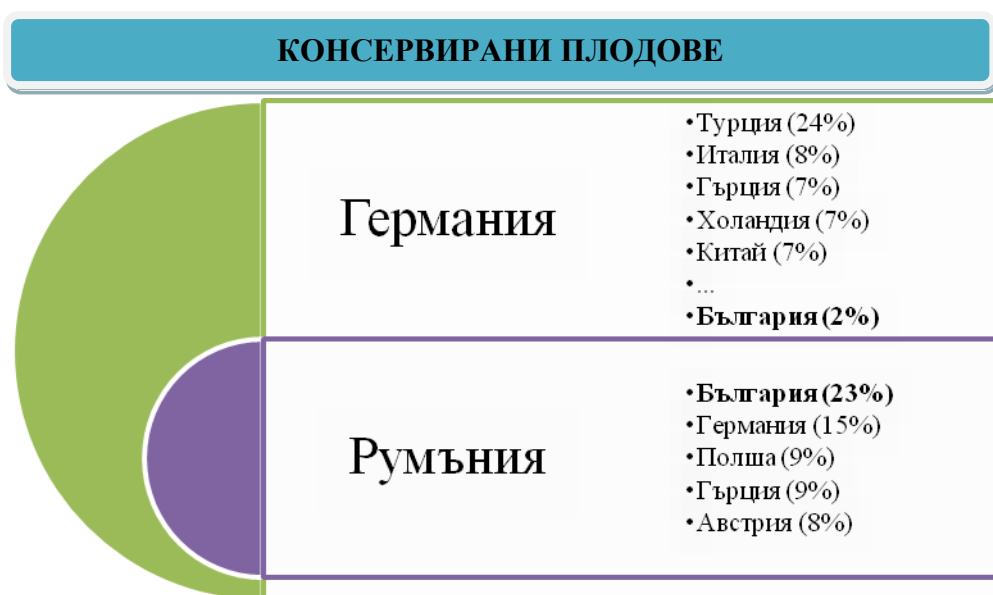 КОНСЕРВИРАНИ ПЛОДОВЕ
Германия
•Турция (24%)
•Италия (8%)
•Гърция (7%)
•Холандия (7%)
•Китай (7%)
•...
•България (2%)
Румъния
•България (23%)
•Германия (15%)
•Полша (9%)
•Гърция (9%)
•Австрия (8%)